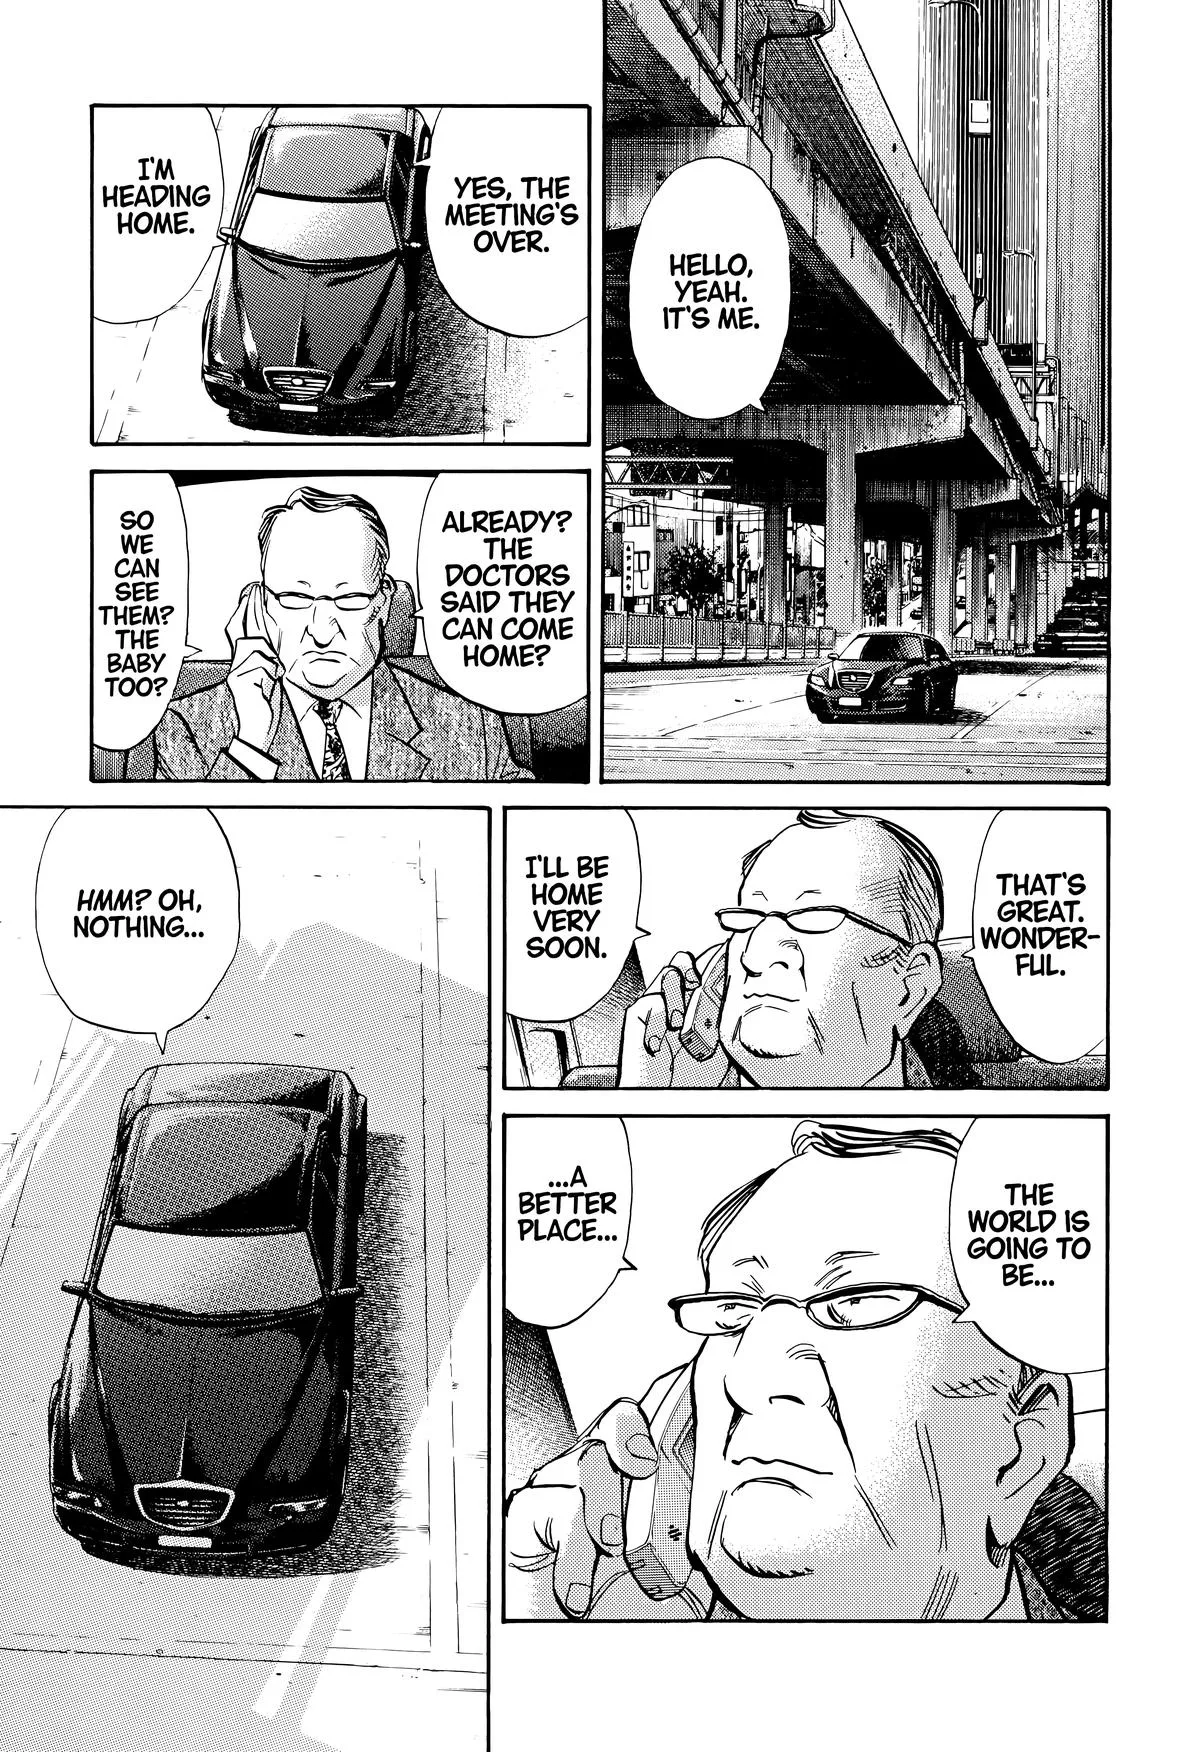 HELLO,
YEAH.
IT'S ME.
YES, THE
MEETING'S
OVER.
I'M
HEADING
HOME.
ALREADY?
THE
DOCTORS
SAID THEY
CAN COME
HOME?
SO
WE
CAN
SEE
THEM?
THE
BABY
TOO?
THAT'S
GREAT.
WONDER-
FUL.
I'LL BE
HOME
VERY
SOON.
THE
WORLD IS
GOING TO
BE...
...A
BETTER
PLACE...
HMM? OH,
NOTHING...